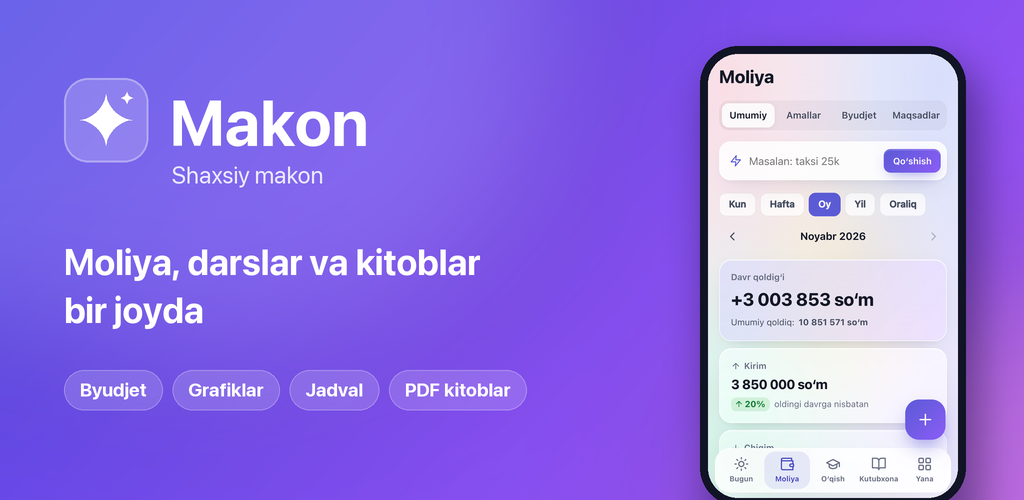 Makon
Shaxsiy makon
Moliya, darslar va kitoblar
bir joyda
Byudjet Grafiklar Jadval PDF kitoblar
Moliya
Umumiy Amallar Byudjet Maqsadlar
Masalan: taksi 25k Qo‘shish
Kun Hafta Oy Yil Oraliq
Noyabr 2026
Davr qoldig‘i
+3 003 853 so‘m
Umumiy qoldiq: 10 851 571 so‘m
↑ Kirim
3 850 000 so‘m
↑ 20% oldingi davrga nisbatan
Bugun Moliya O‘qish Kutubxona Yana